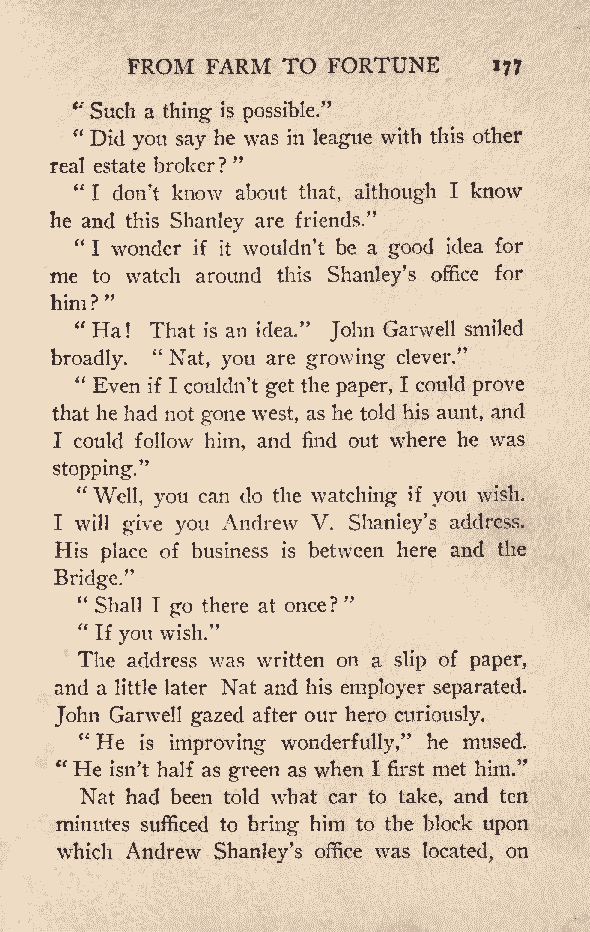 FROM FARM TO FORTUNE 177
“ Such a thing is possible.”
“ Did you say he was in league with this other
real estate broker? ”
“ I don’t know about that, although I know
he and this Shanley are friends.”
“ I wonder if it wouldn’t be a good idea for
me to watch around this Shanley’s office for
him? ”
“ Ha! That is an idea.” John Garwell smiled
broadly. “ Nat, you are growing clever.”
“ Even if I couldn’t get the paper, I could prove
that he had not gone west, as he told his aunt, and
I could follow him, and find out where he was
stopping.”
“ Well, you can do the watching if you wish.
I will give you Andrew V. Shanley’s address.
His place of business is between here and the
Bridge.”
“ Shall I go there at once? ”
“ If you wish.”
The address was written on a slip of paper,
and a little later Nat and his employer separated.
John Garwell gazed after our hero curiously.
“ He is improving wonderfully,” he mused.
“ He isn’t half as green as when I first met him.”
Nat had been told what car to take, and ten
minutes sufficed to bring him to the block upon
which Andrew Shanley’s office was located, on